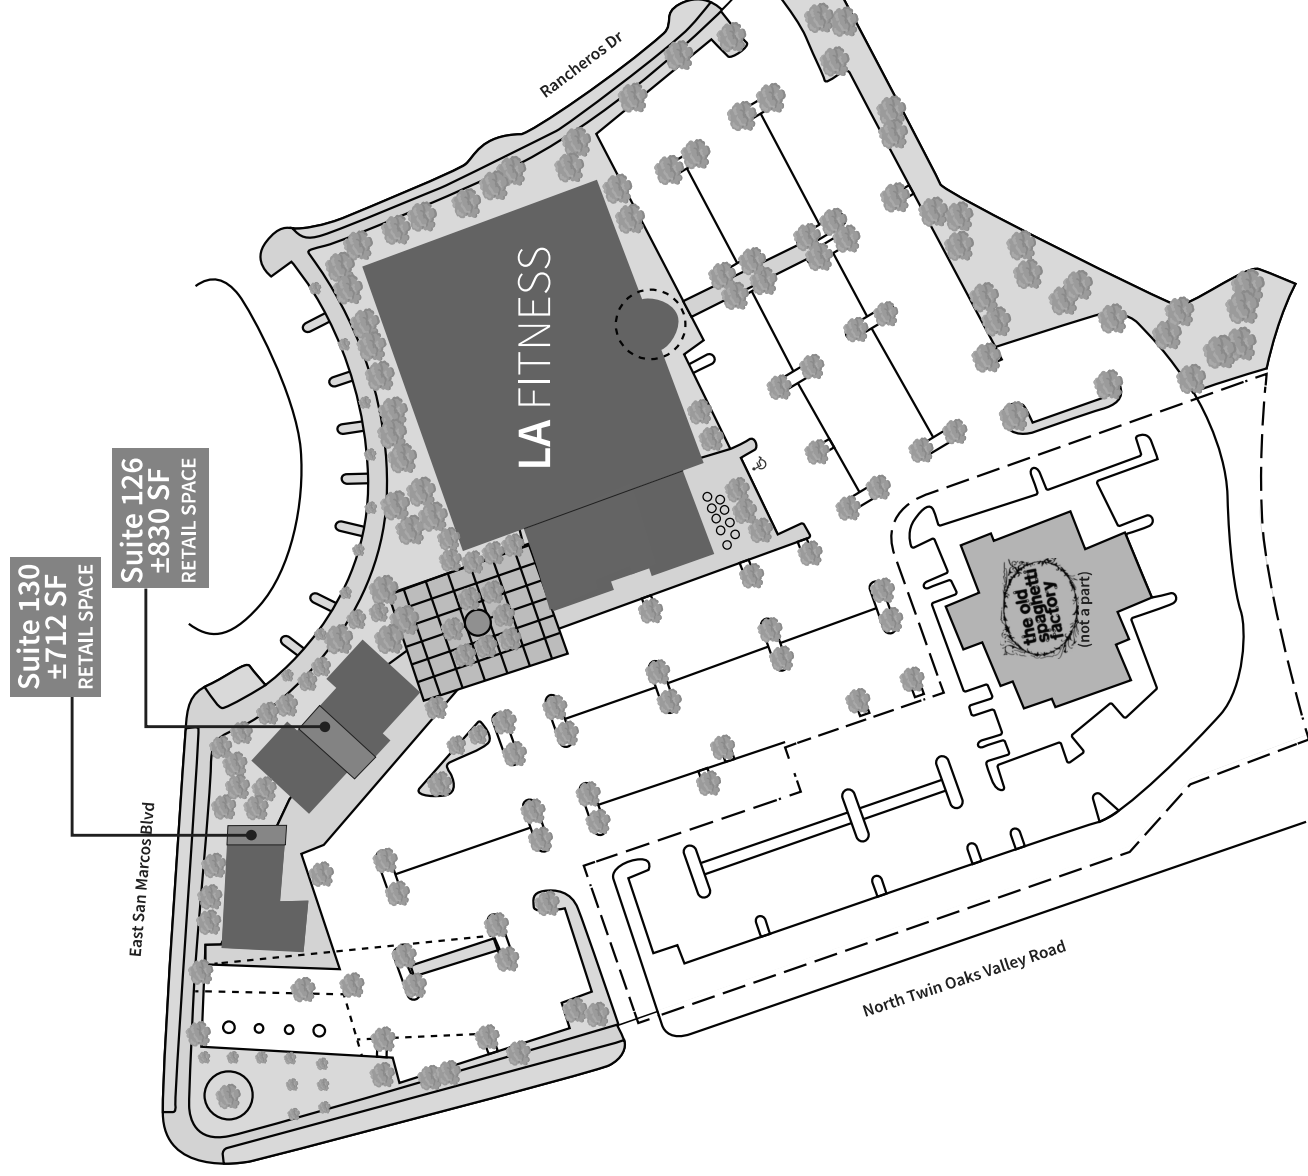 Rancheros Dr
LA FITNESS
Suite 126
±830 SF
RETAIL SPACE
Suite 130
±712 SF
RETAIL SPACE
the old
spaghetti
factory
(not a part)
East San Marcos Blvd
North Twin Oaks Valley Road